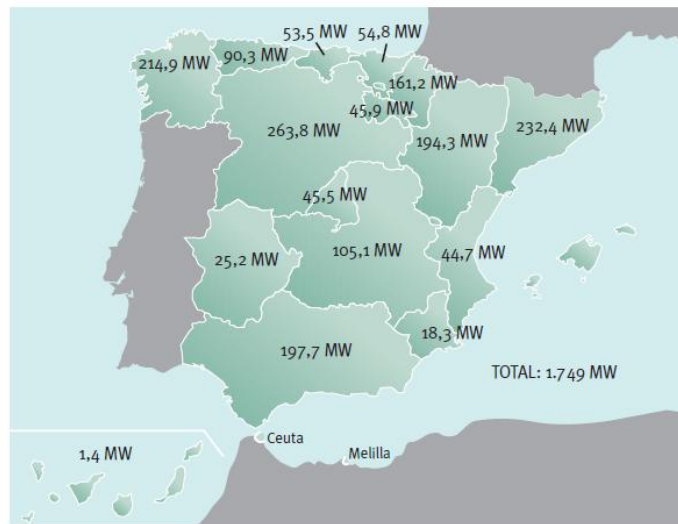 53,5 MW
54,8 MW
214,9 MW
90,3 MW
161,2 MW
45,9 MW
263,8 MW
194,3 MW
232,4 MW
45,5 MW
25,2 MW
105,1 MW
44,7 MW
18,3 MW
197,7 MW
TOTAL: 1.749 MW
Ceuta
1,4 MW
Melilla